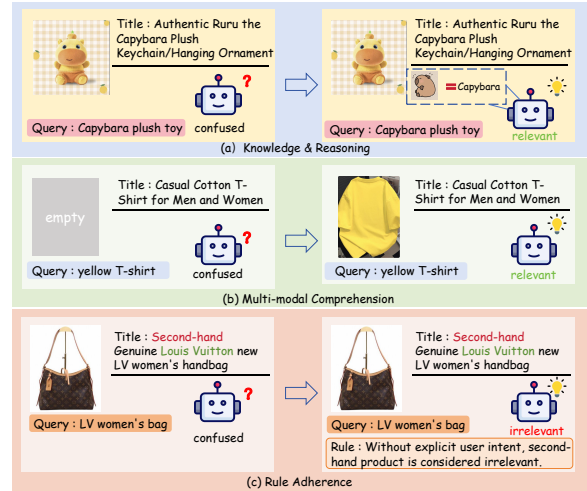 Title : Authentic Ruru the
Capybara Plush
Keychain/Hanging Ornament
?
Query : Capybara plush toy
confused
Title : Authentic Ruru the
Capybara Plush
Keychain/Hanging Ornament
= Capybara
Query : Capybara plush toy
relevant
(a) Knowledge & Reasoning
empty
Title : Casual Cotton T-
Shirt for Men and Women
?
Query : yellow T-shirt
confused
Title : Casual Cotton T-
Shirt for Men and Women
Query : yellow T-shirt
relevant
(b) Multi-modal Comprehension
Title : Second-hand
Genuine Louis Vuitton new
LV women's handbag
?
Query : LV women's bag
confused
Title : Second-hand
Genuine Louis Vuitton new
LV women's handbag
Query : LV women's bag
irrelevant
Rule : Without explicit user intent, second-
hand product is considered irrelevant.
(c) Rule Adherence